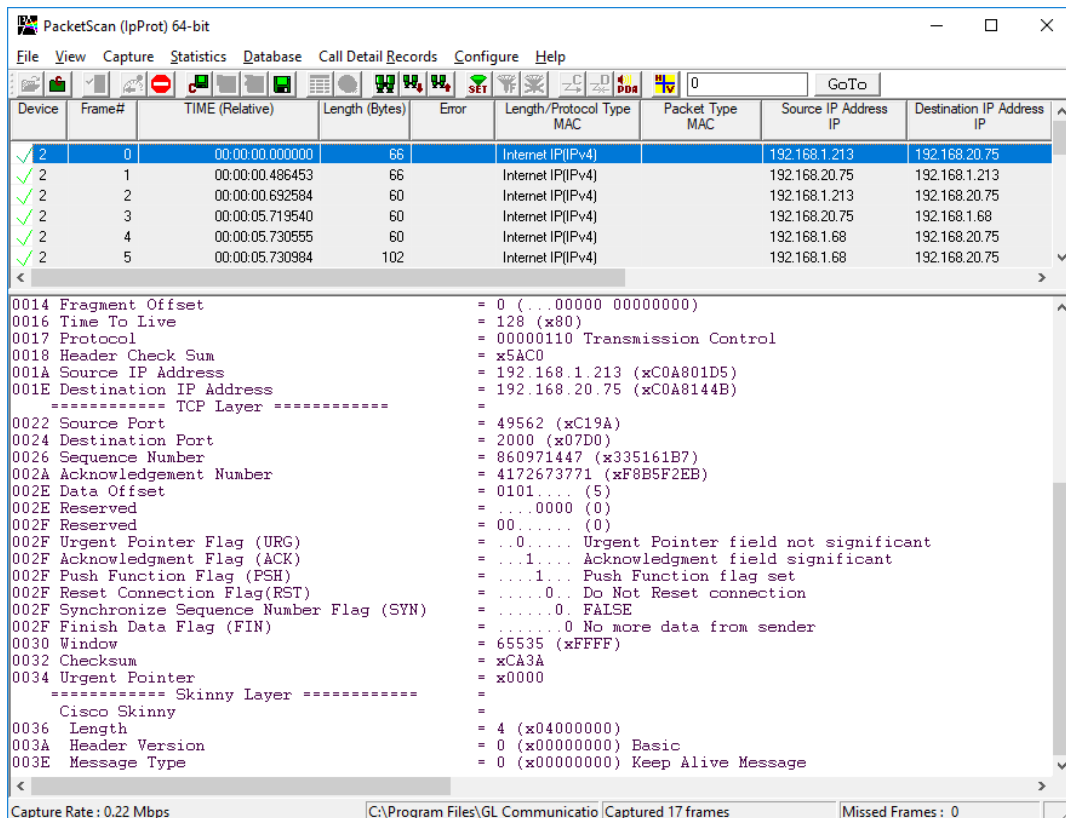 PacketScan (IpProt) 64-bit
File View Capture Statistics Database Call Detail Records Configure Help
SET PDA 0 GoTo
Device Frame# TIME (Relative) Length (Bytes) Error Length/Protocol Type MAC Packet Type MAC Source IP Address IP Destination IP Address IP
2 0 00:00:00.000000 66 Internet IP(IPv4) 192.168.1.213 192.168.20.75
2 1 00:00:00.486453 66 Internet IP(IPv4) 192.168.20.75 192.168.1.213
2 2 00:00:00.692584 60 Internet IP(IPv4) 192.168.1.213 192.168.20.75
2 3 00:00:05.719540 60 Internet IP(IPv4) 192.168.20.75 192.168.1.68
2 4 00:00:05.730555 60 Internet IP(IPv4) 192.168.1.68 192.168.20.75
2 5 00:00:05.730984 102 Internet IP(IPv4) 192.168.1.68 192.168.20.75
0014 Fragment Offset = 0 (...00000 00000000)
0016 Time To Live = 128 (x80)
0017 Protocol = 00000110 Transmission Control
0018 Header Check Sum = x5AC0
001A Source IP Address = 192.168.1.213 (xC0A801D5)
001E Destination IP Address = 192.168.20.75 (xC0A8144B)
============ TCP Layer ============ =
0022 Source Port = 49562 (xC19A)
0024 Destination Port = 2000 (x07D0)
0026 Sequence Number = 860971447 (x335161B7)
002A Acknowledgement Number = 4172673771 (xF8B5F2EB)
002E Data Offset = 0101.... (5)
002E Reserved = ....0000 (0)
002F Reserved = 00...... (0)
002F Urgent Pointer Flag (URG) = ..0..... Urgent Pointer field not significant
002F Acknowledgment Flag (ACK) = ...1.... Acknowledgment field significant
002F Push Function Flag (PSH) = ....1... Push Function flag set
002F Reset Connection Flag(RST) = .....0.. Do Not Reset connection
002F Synchronize Sequence Number Flag (SYN) = ......0. FALSE
002F Finish Data Flag (FIN) = .......0 No more data from sender
0030 Window = 65535 (xFFFF)
0032 Checksum = xCA3A
0034 Urgent Pointer = x0000
============ Skinny Layer ============ =
Cisco Skinny =
0036 Length = 4 (x04000000)
003A Header Version = 0 (x00000000) Basic
003E Message Type = 0 (x00000000) Keep Alive Message
Capture Rate : 0.22 Mbps C:\Program Files\GL Communicatio Captured 17 frames Missed Frames : 0